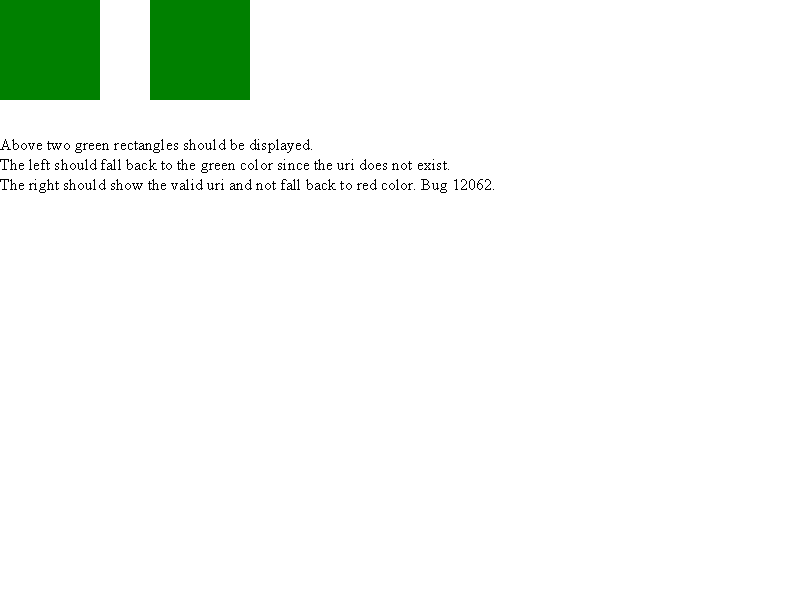 Above two green rectangles should be displayed.
The left should fall back to the green color since the uri does not exist.
The right should show the valid uri and not fall back to red color. Bug 12062.